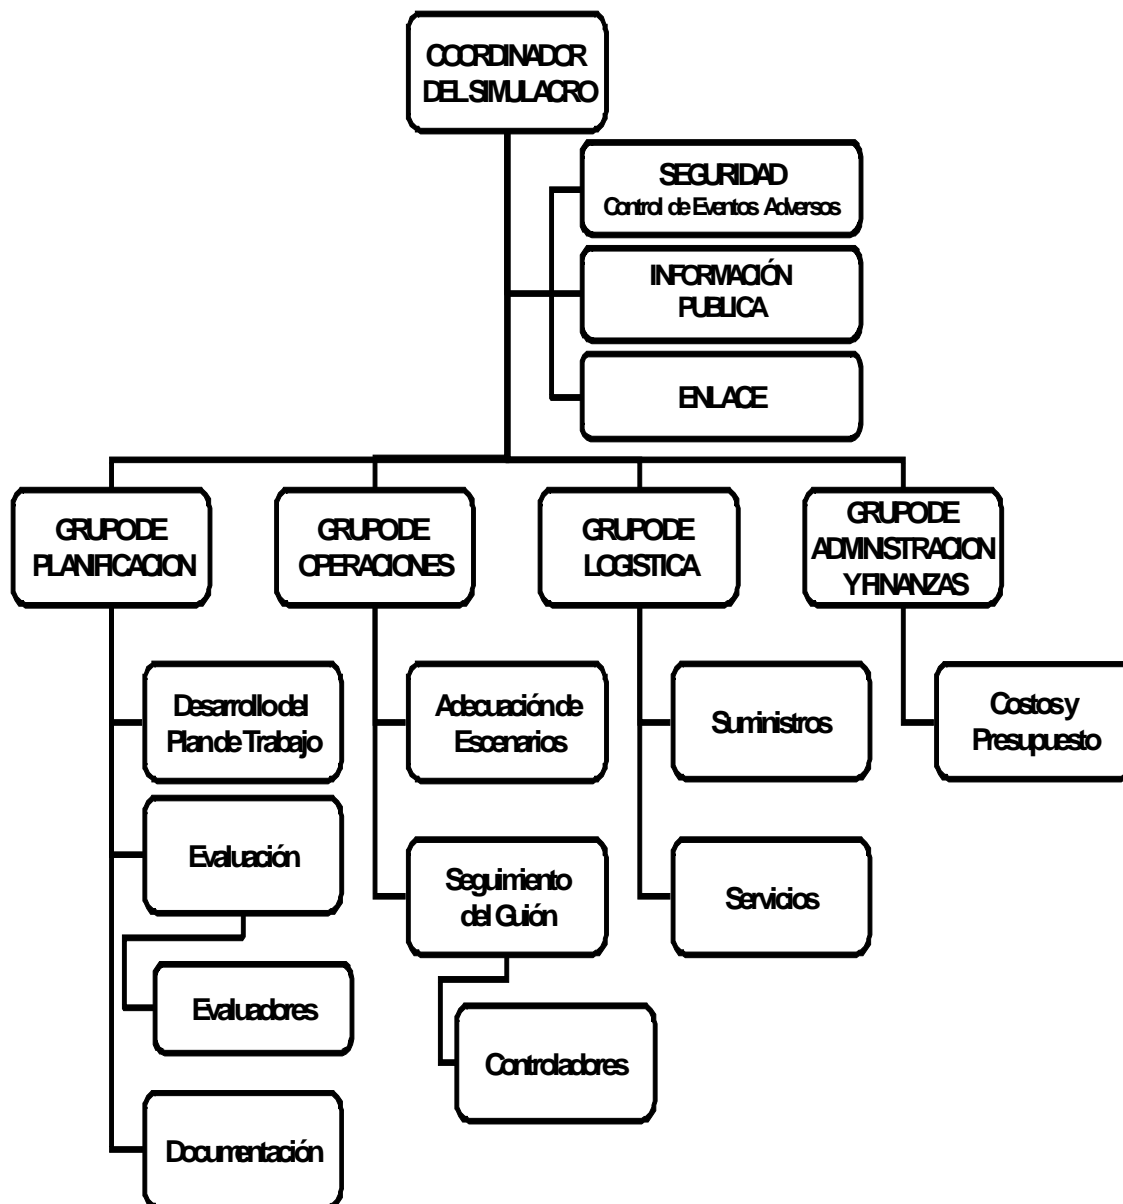 COORDINADOR
DEL SIMULACRO
SEGURIDAD
Control de Eventos Adversos
INFORMACIÓN
PUBLICA
ENLACE
GRUPO DE
PLANIFICACION
GRUPO DE
OPERACIONES
GRUPO DE
LOGISTICA
GRUPO DE
ADMINISTRACION
Y FINANZAS
Desarrollo del
Plan de Trabajo
Adecuación de
Escenarios
Suministros
Costos y
Presupuesto
Evaluación
Seguimiento
del Guión
Servicios
Evaluadores
Controladores
Documentación